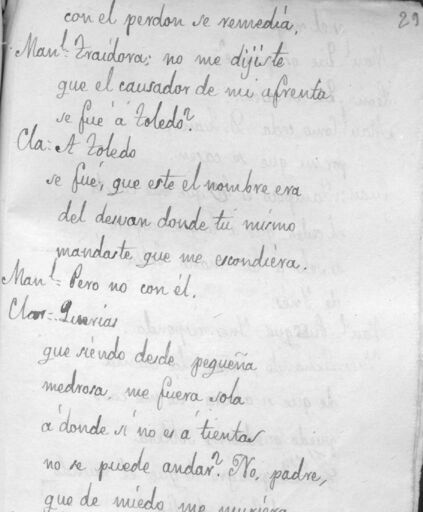 29
con el perdon se remedia,
Man.l= Traidora; no me dijiste
que el causador de mi afrenta
se fué á Toledo?
Cla= A Toledo
se fué, que este el nombre era
del desvan donde tú mismo
mandaste que me escondiera.
Man.l= Pero no con él.
Clar= Querias
que siendo desde pequeña
medrosa, me fuera sola
á donde si no es á tientas
no se puede andar? No, padre,
que de miedo me muriera